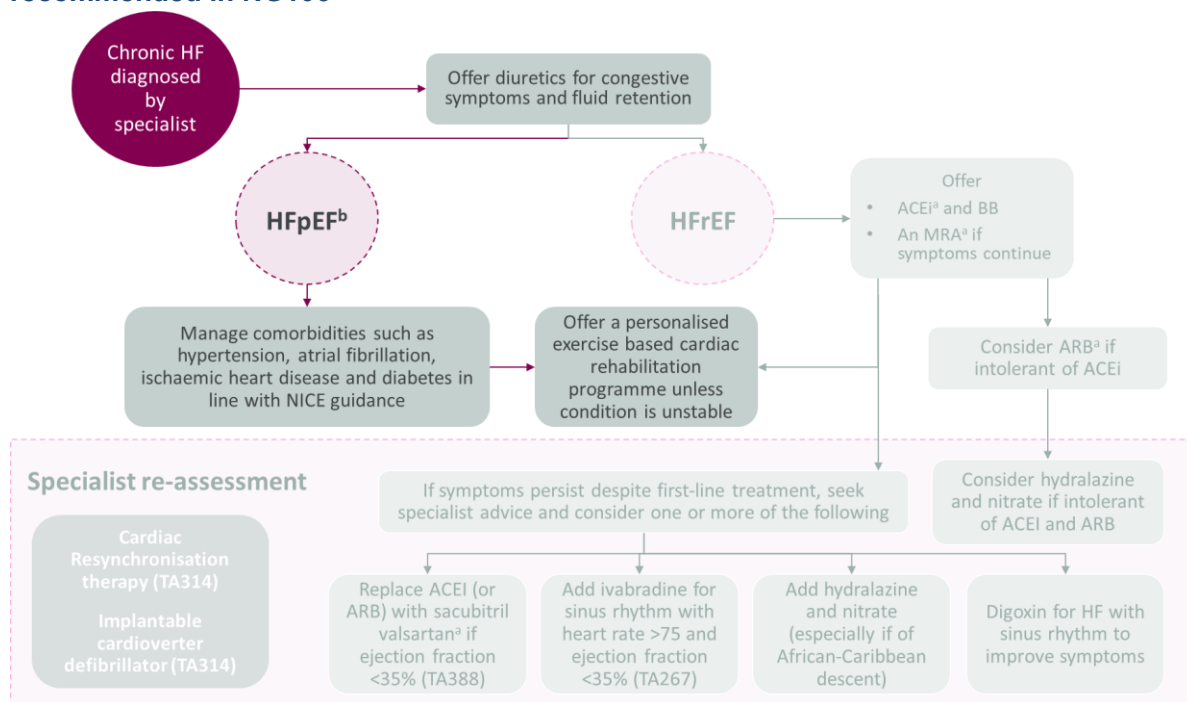 Chronic HF
diagnosed
by
specialist
Offer diuretics for congestive
symptoms and fluid retention
HFpEFᵇ
HFrEF
Offer
• ACEiᵃ and BB
• An MRAᵃ if
symptoms continue
Manage comorbidities such as
hypertension, atrial fibrillation,
ischaemic heart disease and diabetes in
line with NICE guidance
Offer a personalised
exercise based cardiac
rehabilitation
programme unless
condition is unstable
Consider ARBᵃ if
intolerant of ACEi
Specialist re-assessment
Cardiac
Resynchronisation
therapy (TA314)
Implantable
cardioverter
defibrillator (TA314)
If symptoms persist despite first-line treatment, seek
specialist advice and consider one or more of the following
Consider hydralazine
and nitrate if intolerant
of ACEI and ARB
Replace ACEI (or
ARB) with sacubitril
valsartanᵃ if
ejection fraction
<35% (TA388)
Add ivabradine for
sinus rhythm with
heart rate >75 and
ejection fraction
<35% (TA267)
Add hydralazine
and nitrate
(especially if of
African-Caribbean
descent)
Digoxin for HF with
sinus rhythm to
improve symptoms